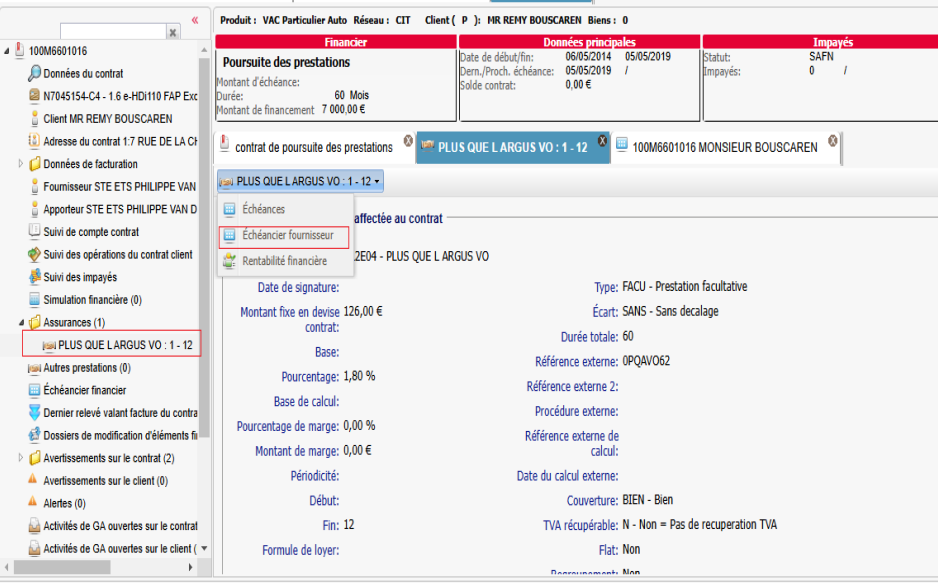 Produit : VAC Particulier Auto Réseau : CIT Client ( P ): MR REMY BOUSCAREN Biens : 0
«
100M6601016
Données du contrat
N7045154-C4 - 1.6 e-HDi110 FAP Exc
Client MR REMY BOUSCAREN
Adresse du contrat 1:7 RUE DE LA CH
Données de facturation
Fournisseur STE ETS PHILIPPE VAN
Apporteur STE ETS PHILIPPE VAN D
Suivi de compte contrat
Suivi des opérations du contrat client
Suivi des impayés
Simulation financière (0)
Assurances (1)
PLUS QUE L ARGUS VO : 1 - 12
Autres prestations (0)
Échéancier financier
Dernier relevé valant facture du contra
Dossiers de modification d'éléments fi
Avertissements sur le contrat (2)
Avertissements sur le client (0)
Alertes (0)
Activités de GA ouvertes sur le contrat
Activités de GA ouvertes sur le client (
Financier
Poursuite des prestations
Montant d'échéance:
Durée: 60 Mois
Montant de financement 7 000,00 €
Données principales
Date de début/fin: 06/05/2014 05/05/2019
Dern./Proch. échéance: 05/05/2019 /
Solde contrat: 0,00 €
Impayés
Statut: SAFN
Impayés: 0 /
contrat de poursuite des prestations
PLUS QUE L ARGUS VO : 1 - 12
100M6601016 MONSIEUR BOUSCAREN
PLUS QUE L ARGUS VO : 1 - 12
Échéances
Échéancier fournisseur
Rentabilité financière
affectée au contrat
2E04 - PLUS QUE L ARGUS VO
Date de signature:
Montant fixe en devise contrat: 126,00 €
Base:
Pourcentage: 1,80 %
Base de calcul:
Pourcentage de marge: 0,00 %
Montant de marge: 0,00 €
Périodicité:
Début:
Fin: 12
Formule de loyer:
Type: FACU - Prestation facultative
Écart: SANS - Sans decalage
Durée totale: 60
Référence externe: 0PQAVO62
Référence externe 2:
Procédure externe:
Référence externe de calcul:
Date du calcul externe:
Couverture: BIEN - Bien
TVA récupérable: N - Non = Pas de recuperation TVA
Flat: Non
Regroupement: Non